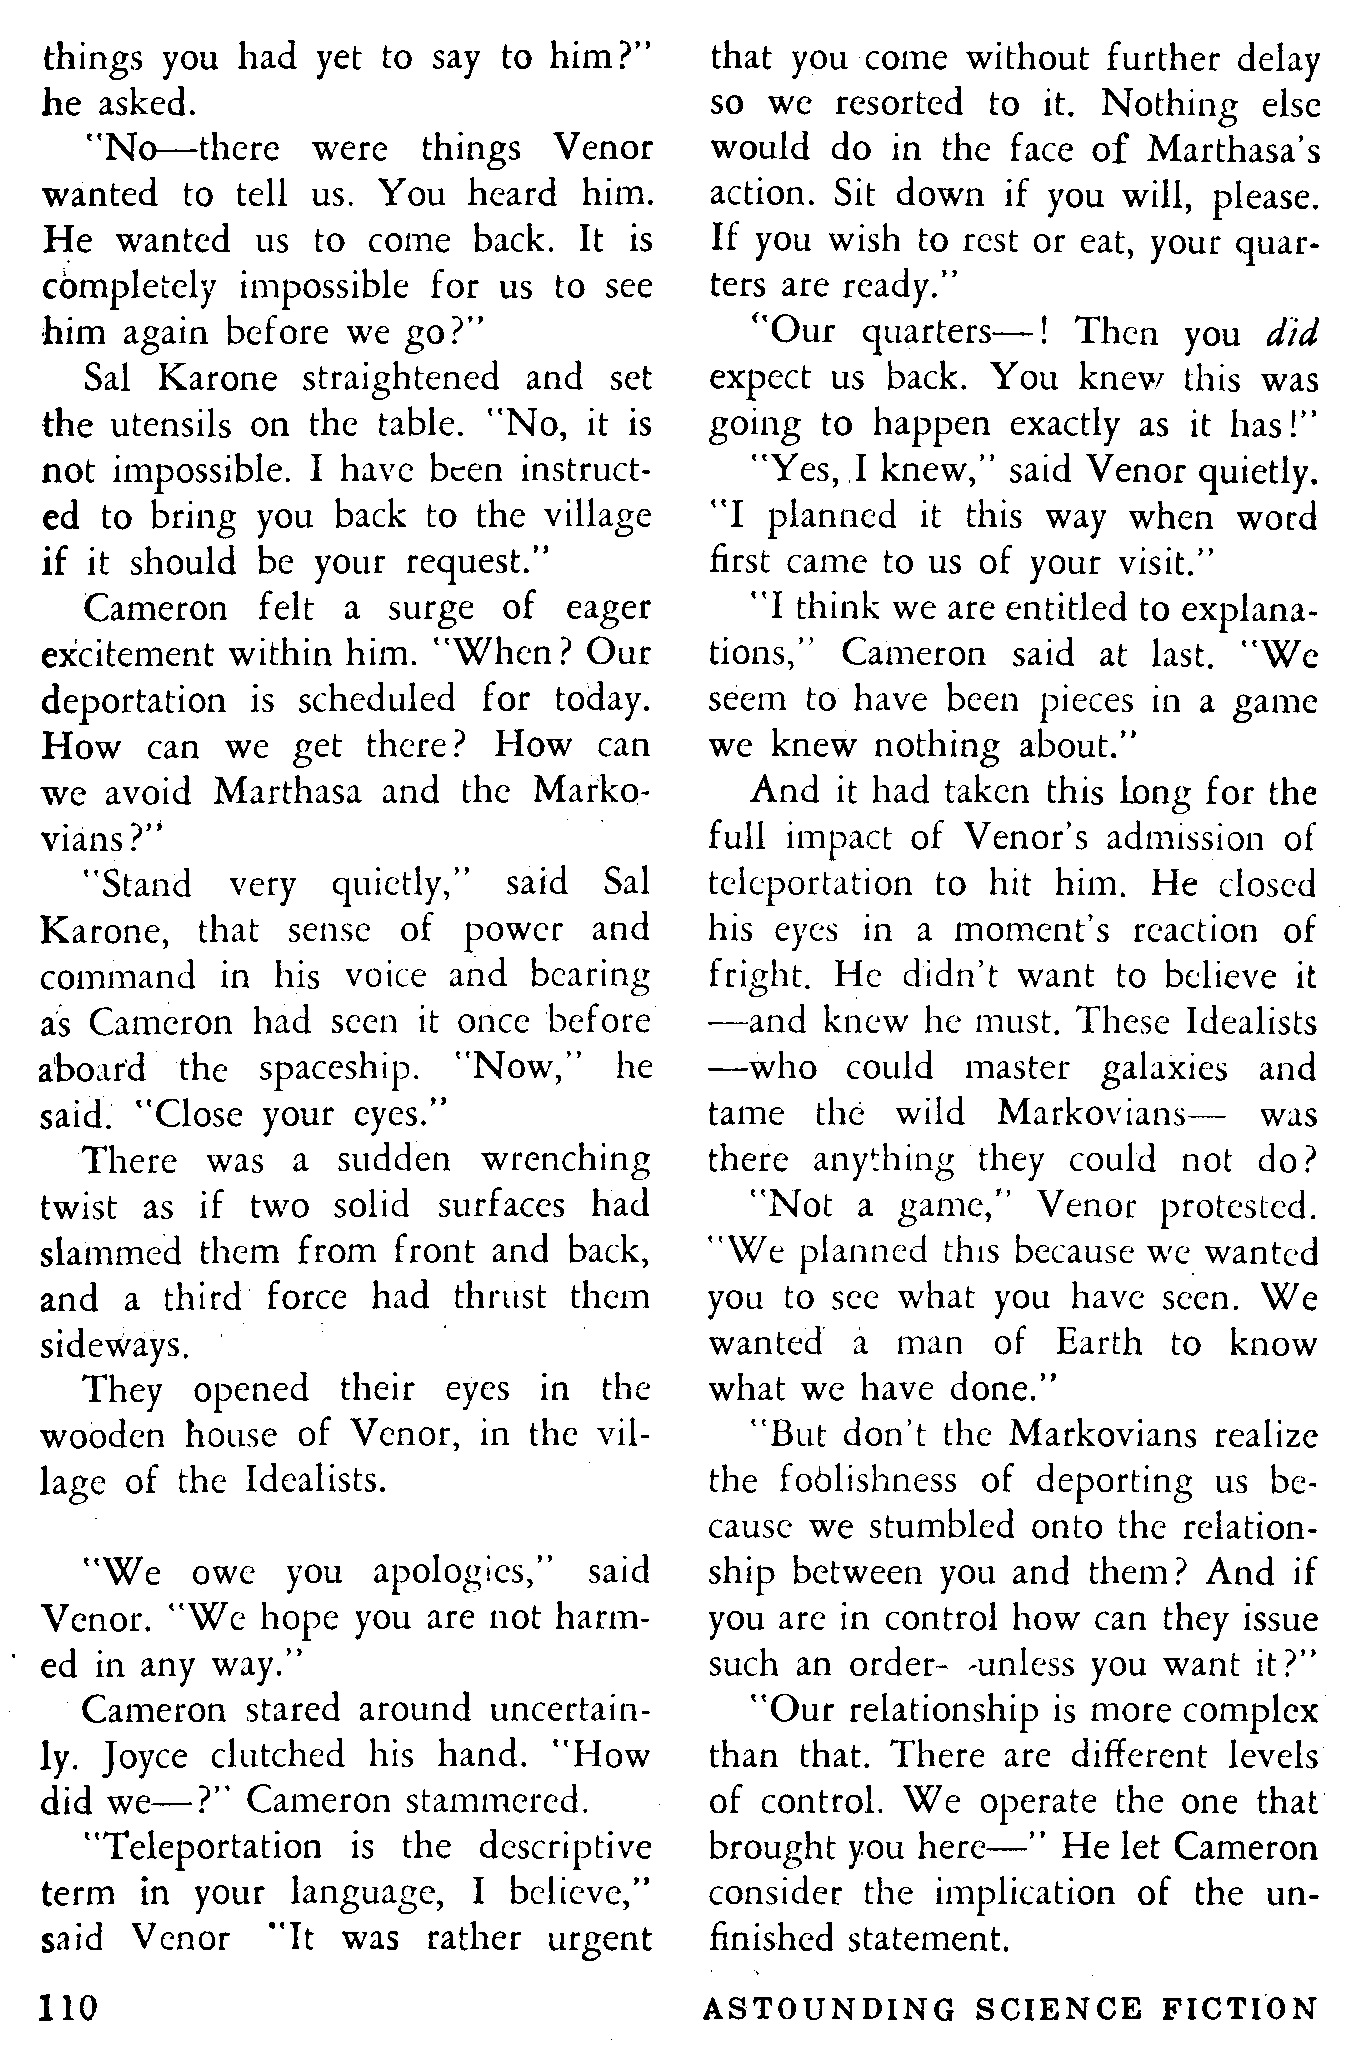 things you had yet to say to him?"
he asked.
"No—there were things Venor
wanted to tell us. You heard him.
He wanted us to come back. It is
completely impossible for us to see
him again before we go?"
Sal Karone straightened and set
the utensils on the table. "No, it is
not impossible. I have been instruct-
ed to bring you back to the village
if it should be your request."
Cameron felt a surge of eager
excitement within him. "When? Our
deportation is scheduled for today.
How can we get there? How can
we avoid Marthasa and the Marko-
vians?"
"Stand very quietly," said Sal
Karone, that sense of power and
command in his voice and bearing
as Cameron had seen it once before
aboard the spaceship. "Now," he
said. "Close your eyes."
There was a sudden wrenching
twist as if two solid surfaces had
slammed them from front and back,
and a third force had thrust them
sideways.
They opened their eyes in the
wooden house of Venor, in the vil-
lage of the Idealists.
"We owe you apologies," said
Venor. "We hope you are not harm-
ed in any way."
Cameron stared around uncertain-
ly. Joyce clutched his hand. "How
did we—?" Cameron stammered.
"Teleportation is the descriptive
term in your language, I believe,"
said Venor "It was rather urgent
that you come without further delay
so we resorted to it. Nothing else
would do in the face of Marthasa's
action. Sit down if you will, please.
If you wish to rest or eat, your quar-
ters are ready."
"Our quarters—! Then you did
expect us back. You knew this was
going to happen exactly as it has!"
"Yes, I knew," said Venor quietly.
"I planned it this way when word
first came to us of your visit."
"I think we are entitled to explana-
tions," Cameron said at last. "We
seem to have been pieces in a game
we knew nothing about."
And it had taken this long for the
full impact of Venor's admission of
teleportation to hit him. He closed
his eyes in a moment's reaction of
fright. He didn't want to believe it
—and knew he must. These Idealists
—who could master galaxies and
tame the wild Markovians— was
there anything they could not do?
"Not a game," Venor protested.
"We planned this because we wanted
you to see what you have seen. We
wanted a man of Earth to know
what we have done."
"But don't the Markovians realize
the foolishness of deporting us be-
cause we stumbled onto the relation-
ship between you and them? And if
you are in control how can they issue
such an order- -unless you want it?"
"Our relationship is more complex
than that. There are different levels
of control. We operate the one that
brought you here—" He let Cameron
consider the implication of the un-
finished statement.
110
ASTOUNDING SCIENCE FICTION